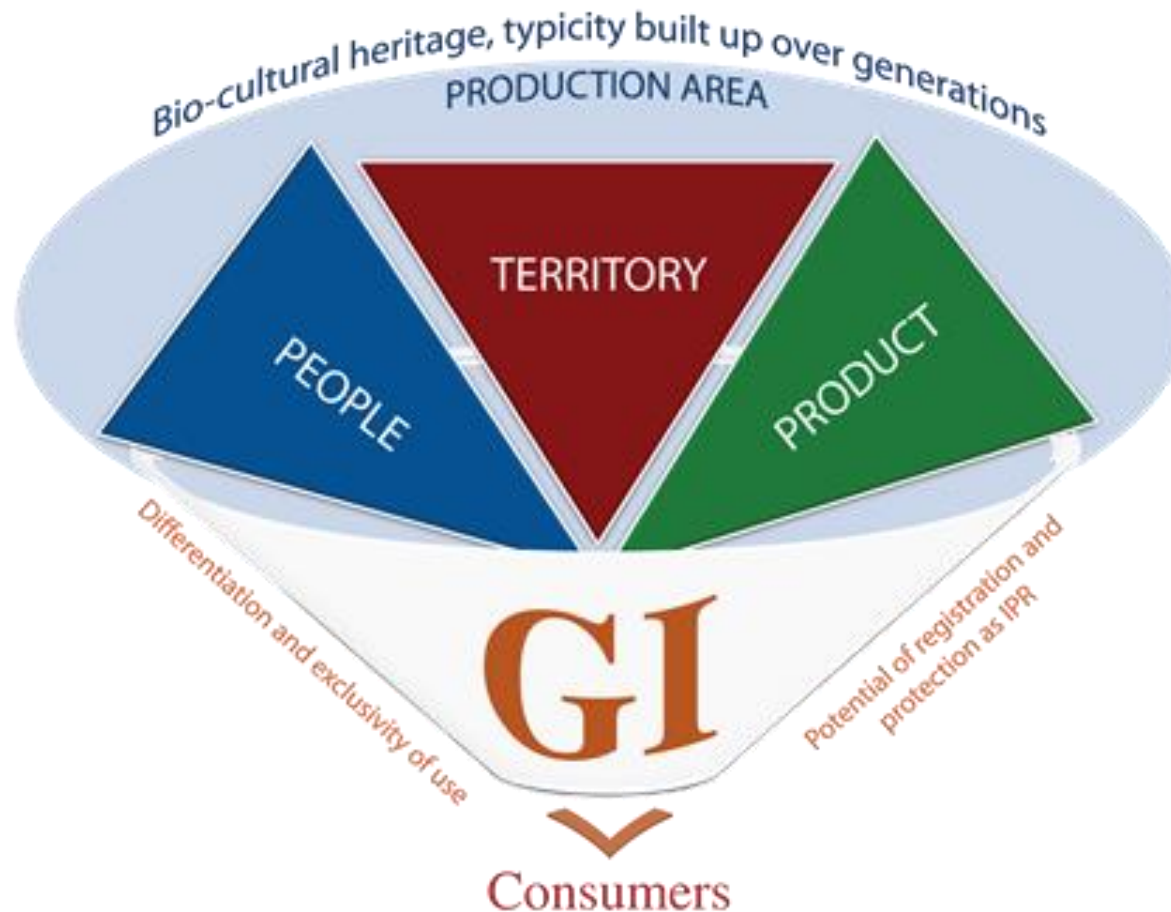 Bio-cultural heritage, typicity built up over generations
PRODUCTION AREA
TERRITORY
PEOPLE
PRODUCT
Differentiation and exclusivity of use
Potential of registration and
protection as IPR
GI
Consumers